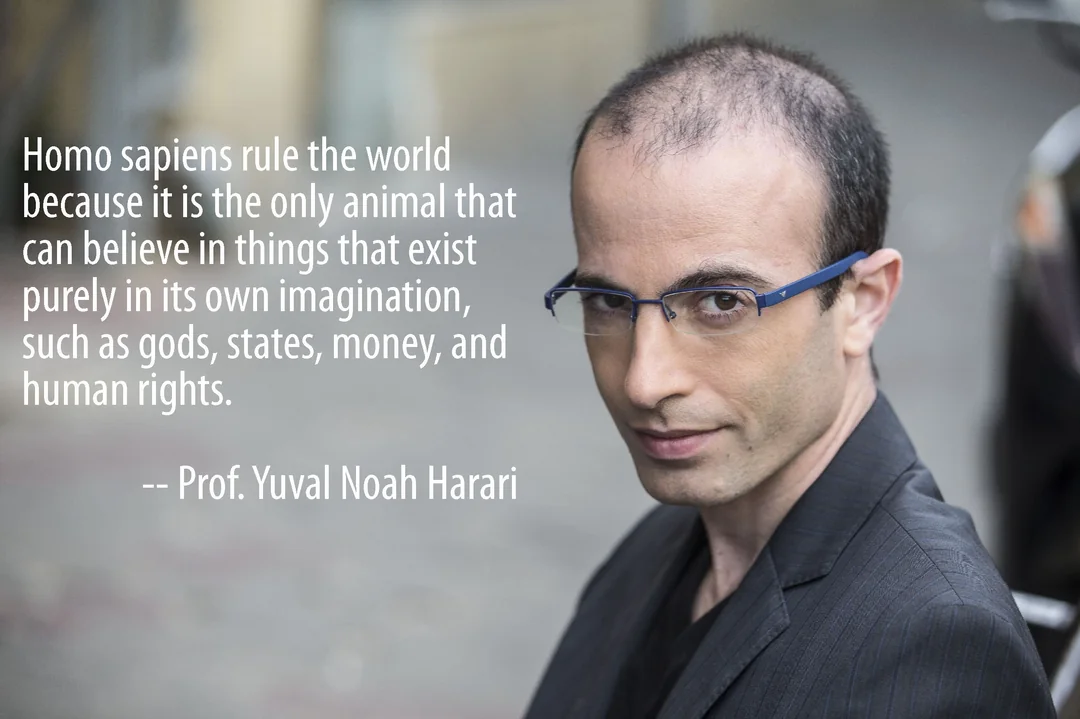 Homo sapiens rule the world
because it is the only animal that
can believe in things that exist
purely in its own imagination,
such as gods, states, money, and
human rights.
-- Prof. Yuval Noah Harari